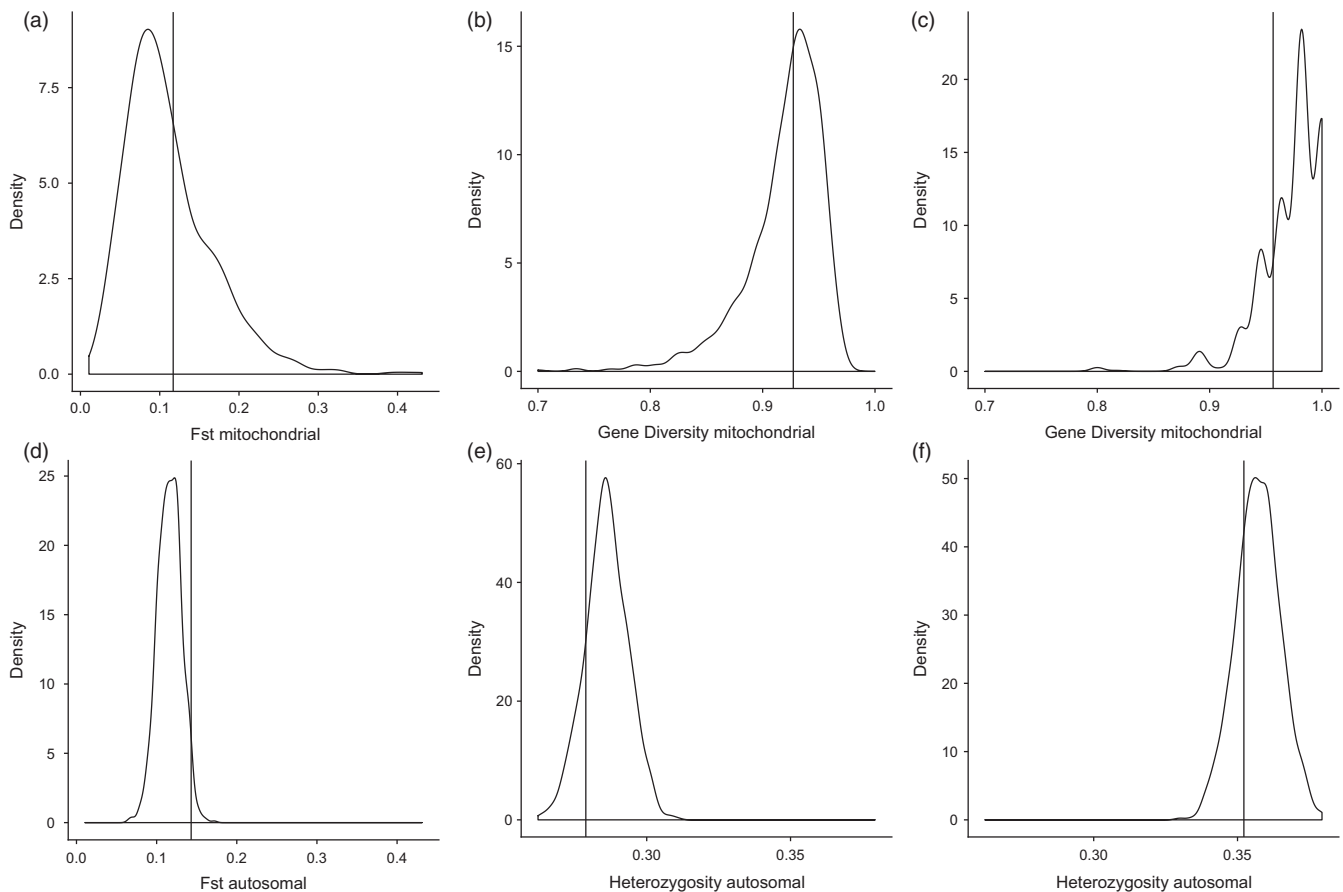 (a)
Density
7.5
5.0
2.5
0.0
0.0 0.1 0.2 0.3 0.4
Fst mitochondrial
(b)
Density
15
10
5
0
0.7 0.8 0.9 1.0
Gene Diversity mitochondrial
(c)
Density
20
15
10
5
0
0.7 0.8 0.9 1.0
Gene Diversity mitochondrial
(d)
Density
25
20
15
10
5
0
0.0 0.1 0.2 0.3 0.4
Fst autosomal
(e)
Density
60
40
20
0
0.30 0.35
Heterozygosity autosomal
(f)
Density
50
40
30
20
10
0
0.30 0.35
Heterozygosity autosomal